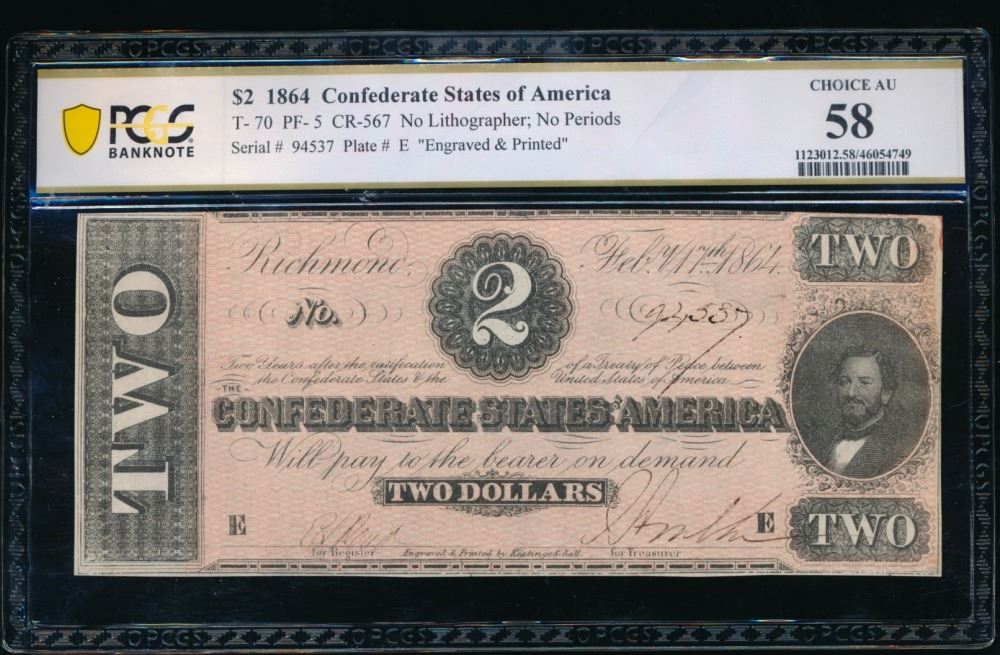 PCGS
BANKNOTE
$2 1864 Confederate States of America
T- 70 PF- 5 CR-567 No Lithographer; No Periods
Serial # 94537 Plate # E "Engraved & Printed"
CHOICE AU
58
1123012.58/46054749
TWO
Richmond, 2 Feb.y 17th 1864.
TWO
No. 94537
Two Years after the ratification of a Treaty of Peace between
the Confederate States & the United States of America
THE
CONFEDERATE STATES OF AMERICA
Will pay to the bearer on demand
TWO DOLLARS
E E
TWO
for Register Engraved & Printed by Keatinge & Ball for Treasurer